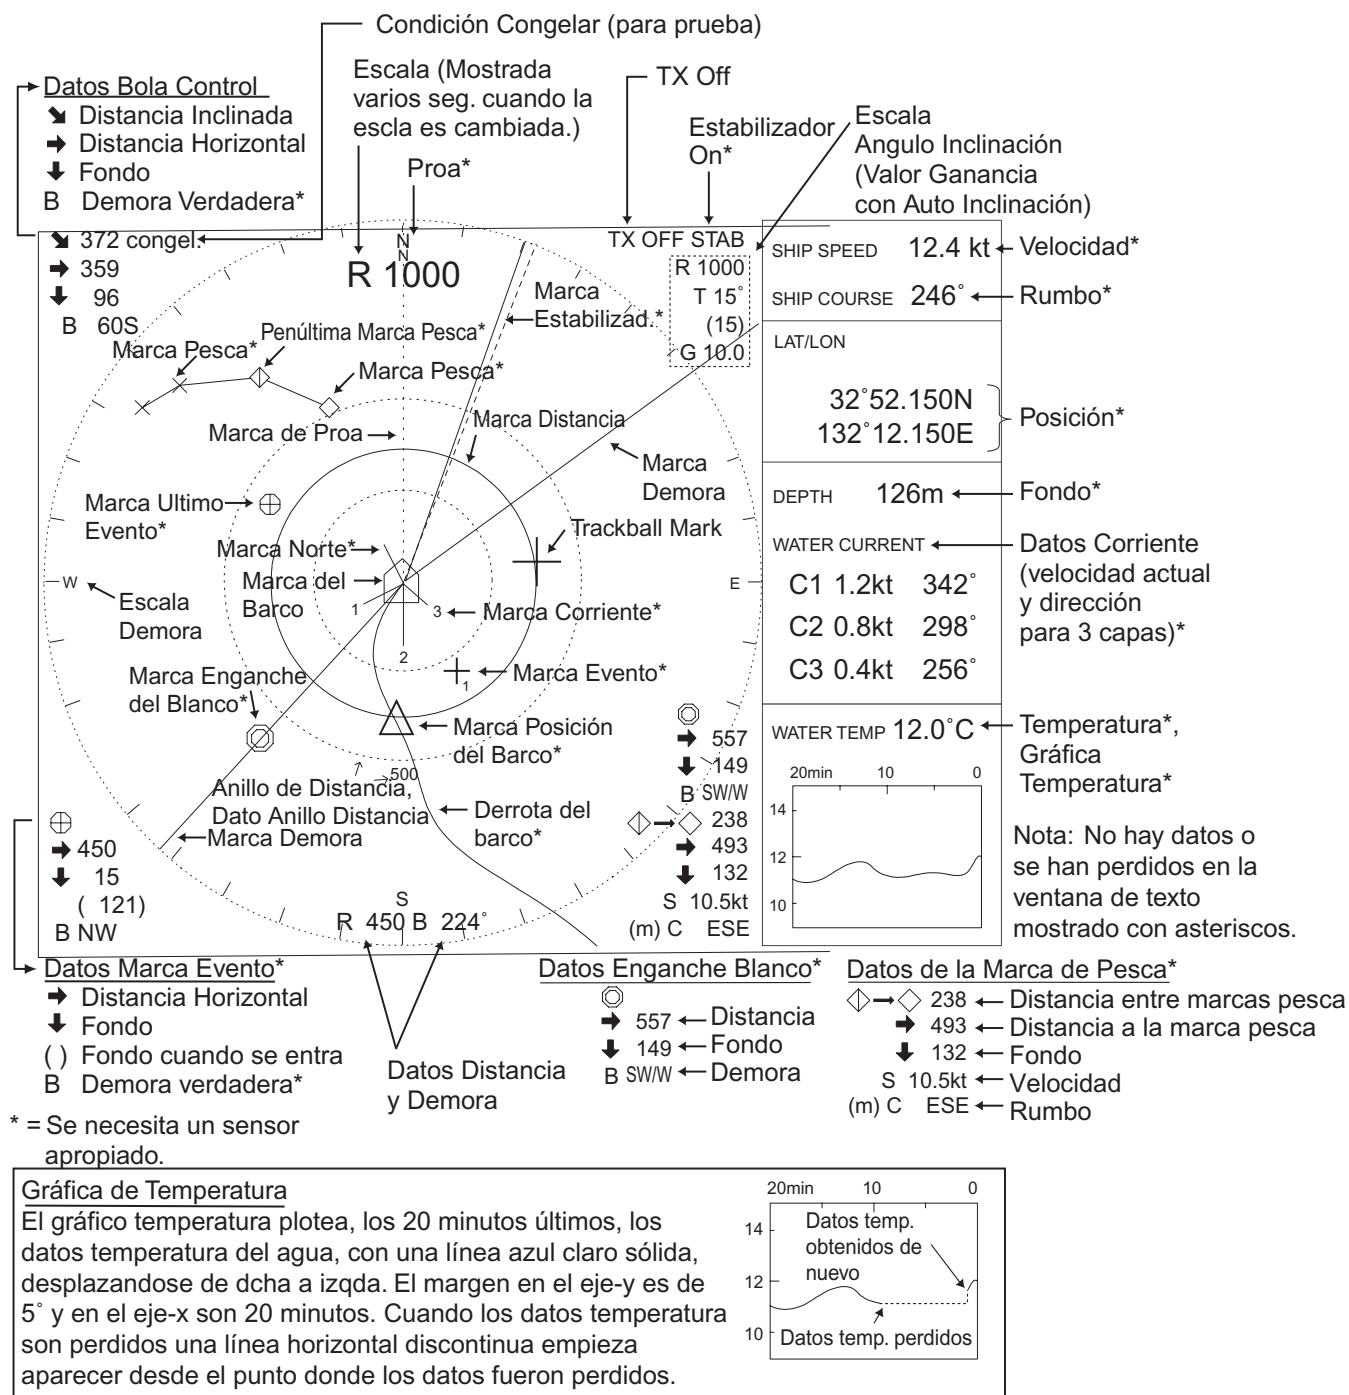 Condición Congelar (para prueba)
Datos Bola Control
Distancia Inclinada
Distancia Horizontal
Fondo
B Demora Verdadera*
Escala (Mostrada
varios seg. cuando la
escla es cambiada.)
Proa*
TX Off
Estabilizador
On*
Escala
Angulo Inclinación
(Valor Ganancia
con Auto Inclinación)
372 congel
359
96
B 60S
N
N
R 1000
TX OFF STAB
R 1000
T 15°
(15)
G 10.0
SHIP SPEED 12.4 kt
Velocidad*
SHIP COURSE 246°
Rumbo*
LAT/LON
32°52.150N
132°12.150E
Posición*
DEPTH 126m
Fondo*
WATER CURRENT
C1 1.2kt 342°
C2 0.8kt 298°
C3 0.4kt 256°
Datos Corriente
(velocidad actual
y dirección
para 3 capas)*
WATER TEMP 12.0°C
Temperatura*,
Gráfica
Temperatura*
20min 10 0
14
12
10
Nota: No hay datos o
se han perdidos en la
ventana de texto
mostrado con asteriscos.
Marca
Estabilizad.*
Penúltima Marca Pesca*
Marca Pesca*
Marca Pesca*
Marca Distancia
Marca de Proa
Marca
Demora
Marca Ultimo
Evento*
Trackball Mark
Marca Norte*
Marca del
Barco
W
E
1
3
2
Marca Corriente*
Escala
Demora
Marca Evento*
1
Marca Enganche
del Blanco*
Marca Posición
del Barco*
500
Anillo de Distancia,
Dato Anillo Distancia
Derrota del
barco*
Marca Demora
557
149
B SW/W
238
493
132
S 10.5kt
(m) C ESE
450
15
( 121)
B NW
S
R 450 B 224°
Datos Marca Evento*
Distancia Horizontal
Fondo
( ) Fondo cuando se entra
B Demora verdadera*
Datos Distancia
y Demora
Datos Enganche Blanco*
557 Distancia
149 Fondo
B SW/W Demora
Datos de la Marca de Pesca*
238 Distancia entre marcas pesca
493 Distancia a la marca pesca
132 Fondo
S 10.5kt Velocidad
(m) C ESE Rumbo
* = Se necesita un sensor
apropiado.
Gráfica de Temperatura
El gráfico temperatura plotea, los 20 minutos últimos, los
datos temperatura del agua, con una línea azul claro sólida,
desplazandose de dcha a izqda. El margen en el eje-y es de
5° y en el eje-x son 20 minutos. Cuando los datos temperatura
son perdidos una línea horizontal discontinua empieza
aparecer desde el punto donde los datos fueron perdidos.
20min 10 0
14
12
10
Datos temp.
obtenidos de
nuevo
Datos temp. perdidos